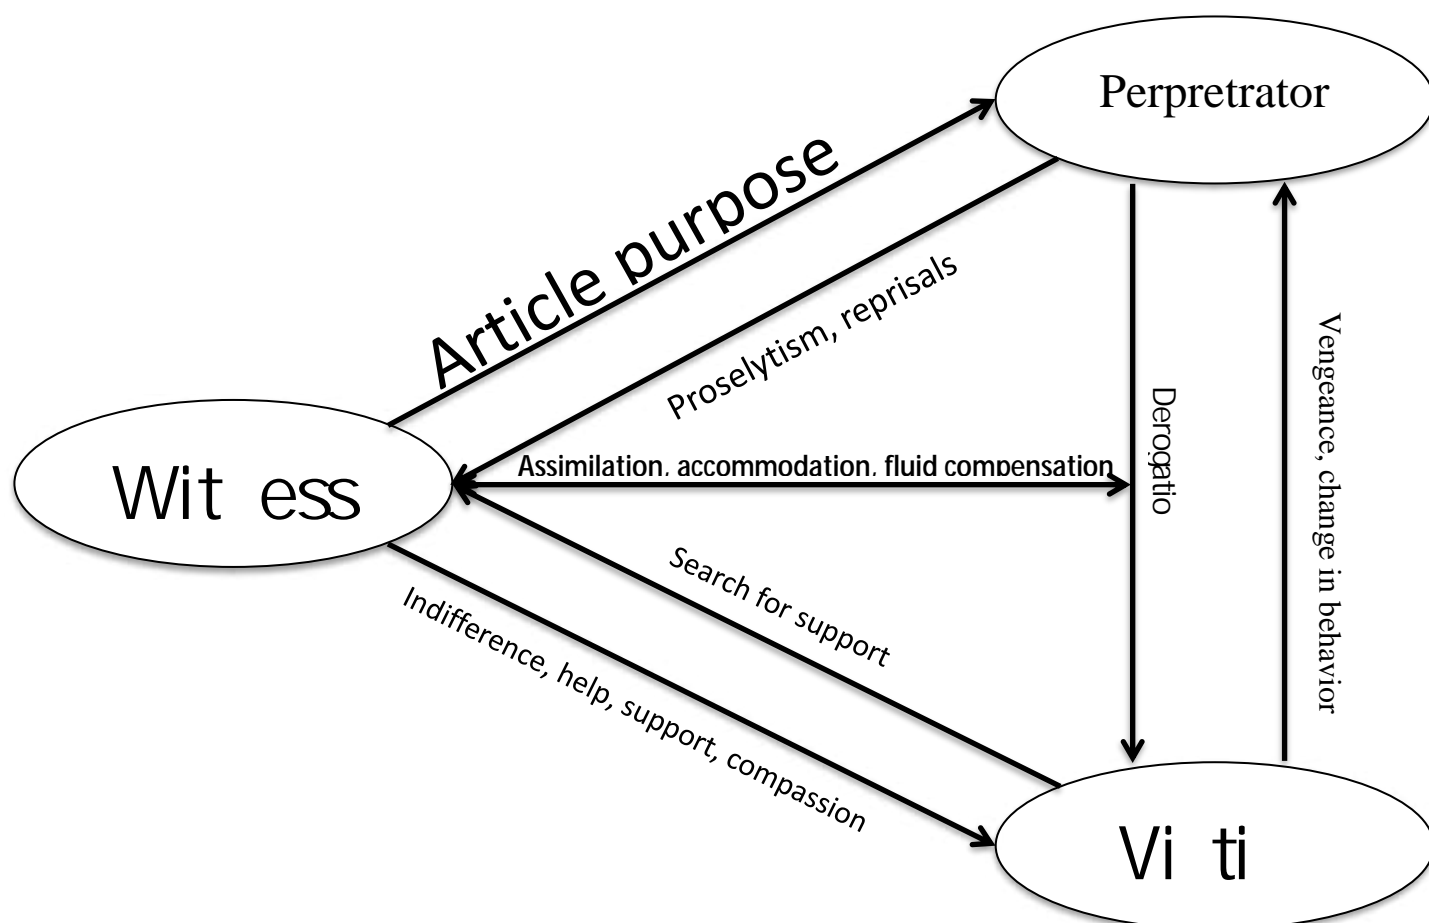 Perpretrator
Article purpose
Proselytism, reprisals
Assimilation, accommodation, fluid compensation
Derogatio
Vengeance, change in behavior
Wit ess
Search for support
Indifference, help, support, compassion
Vi ti